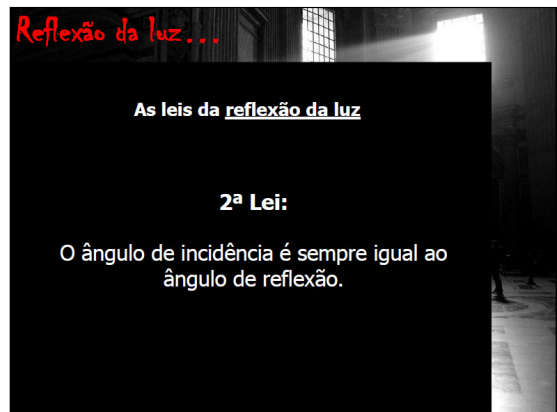 Reflexão da luz...
As leis da reflexão da luz
2ª Lei:
O ângulo de incidência é sempre igual ao
ângulo de reflexão.